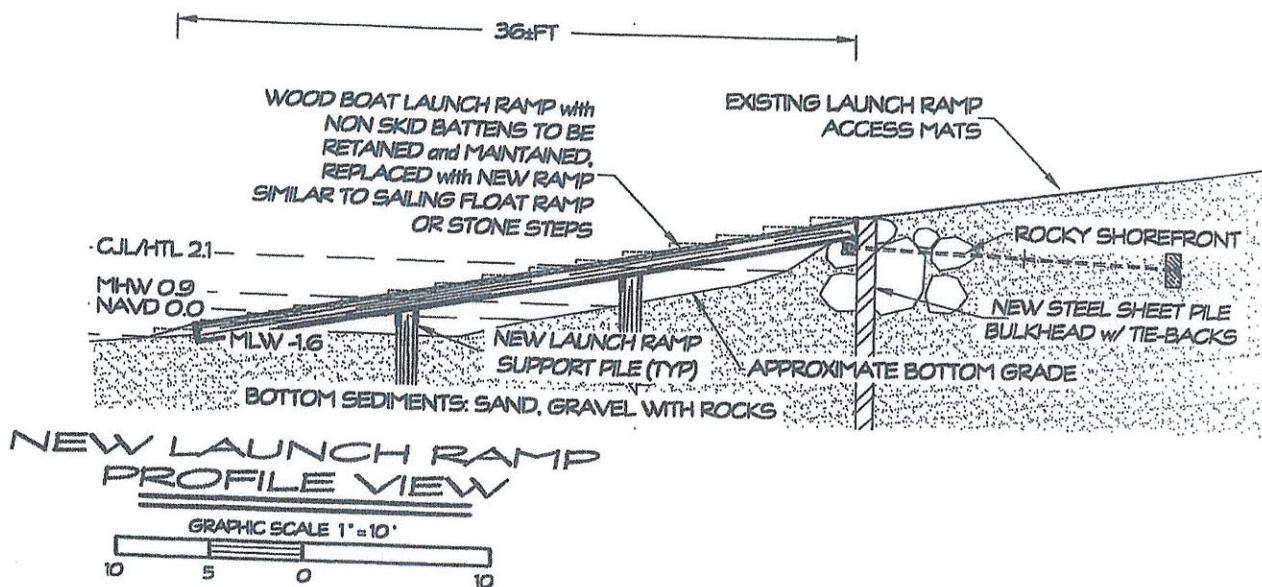 36±FT
WOOD BOAT LAUNCH RAMP with
NON SKID BATTENS TO BE
RETAINED and MAINTAINED,
REPLACED with NEW RAMP
SIMILAR TO SAILING FLOAT RAMP
OR STONE STEPS
EXISTING LAUNCH RAMP
ACCESS MATS
CJL/HTL 2.1
MHW 0.9
NAVD 0.0
MLW -1.6
ROCKY SHOREFRONT
NEW STEEL SHEET PILE
BULKHEAD w/ TIE-BACKS
NEW LAUNCH RAMP
SUPPORT PILE (TYP)
APPROXIMATE BOTTOM GRADE
BOTTOM SEDIMENTS: SAND, GRAVEL WITH ROCKS
NEW LAUNCH RAMP
PROFILE VIEW
GRAPHIC SCALE 1"=10'
10 5 0 10